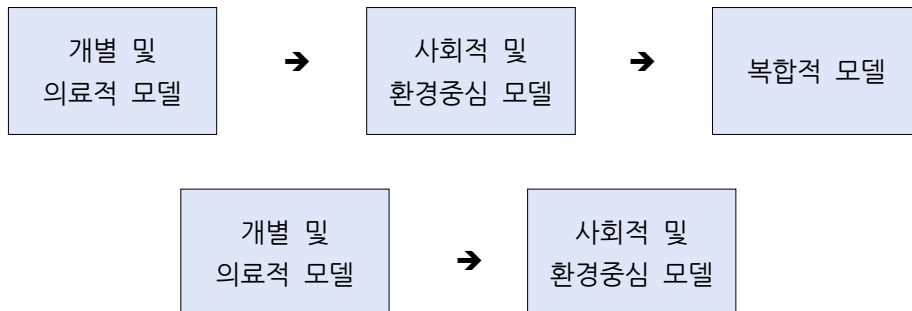 개별 및
의료적 모델
➔
사회적 및
환경중심 모델
➔
복합적 모델
개별 및
의료적 모델
➔
사회적 및
환경중심 모델